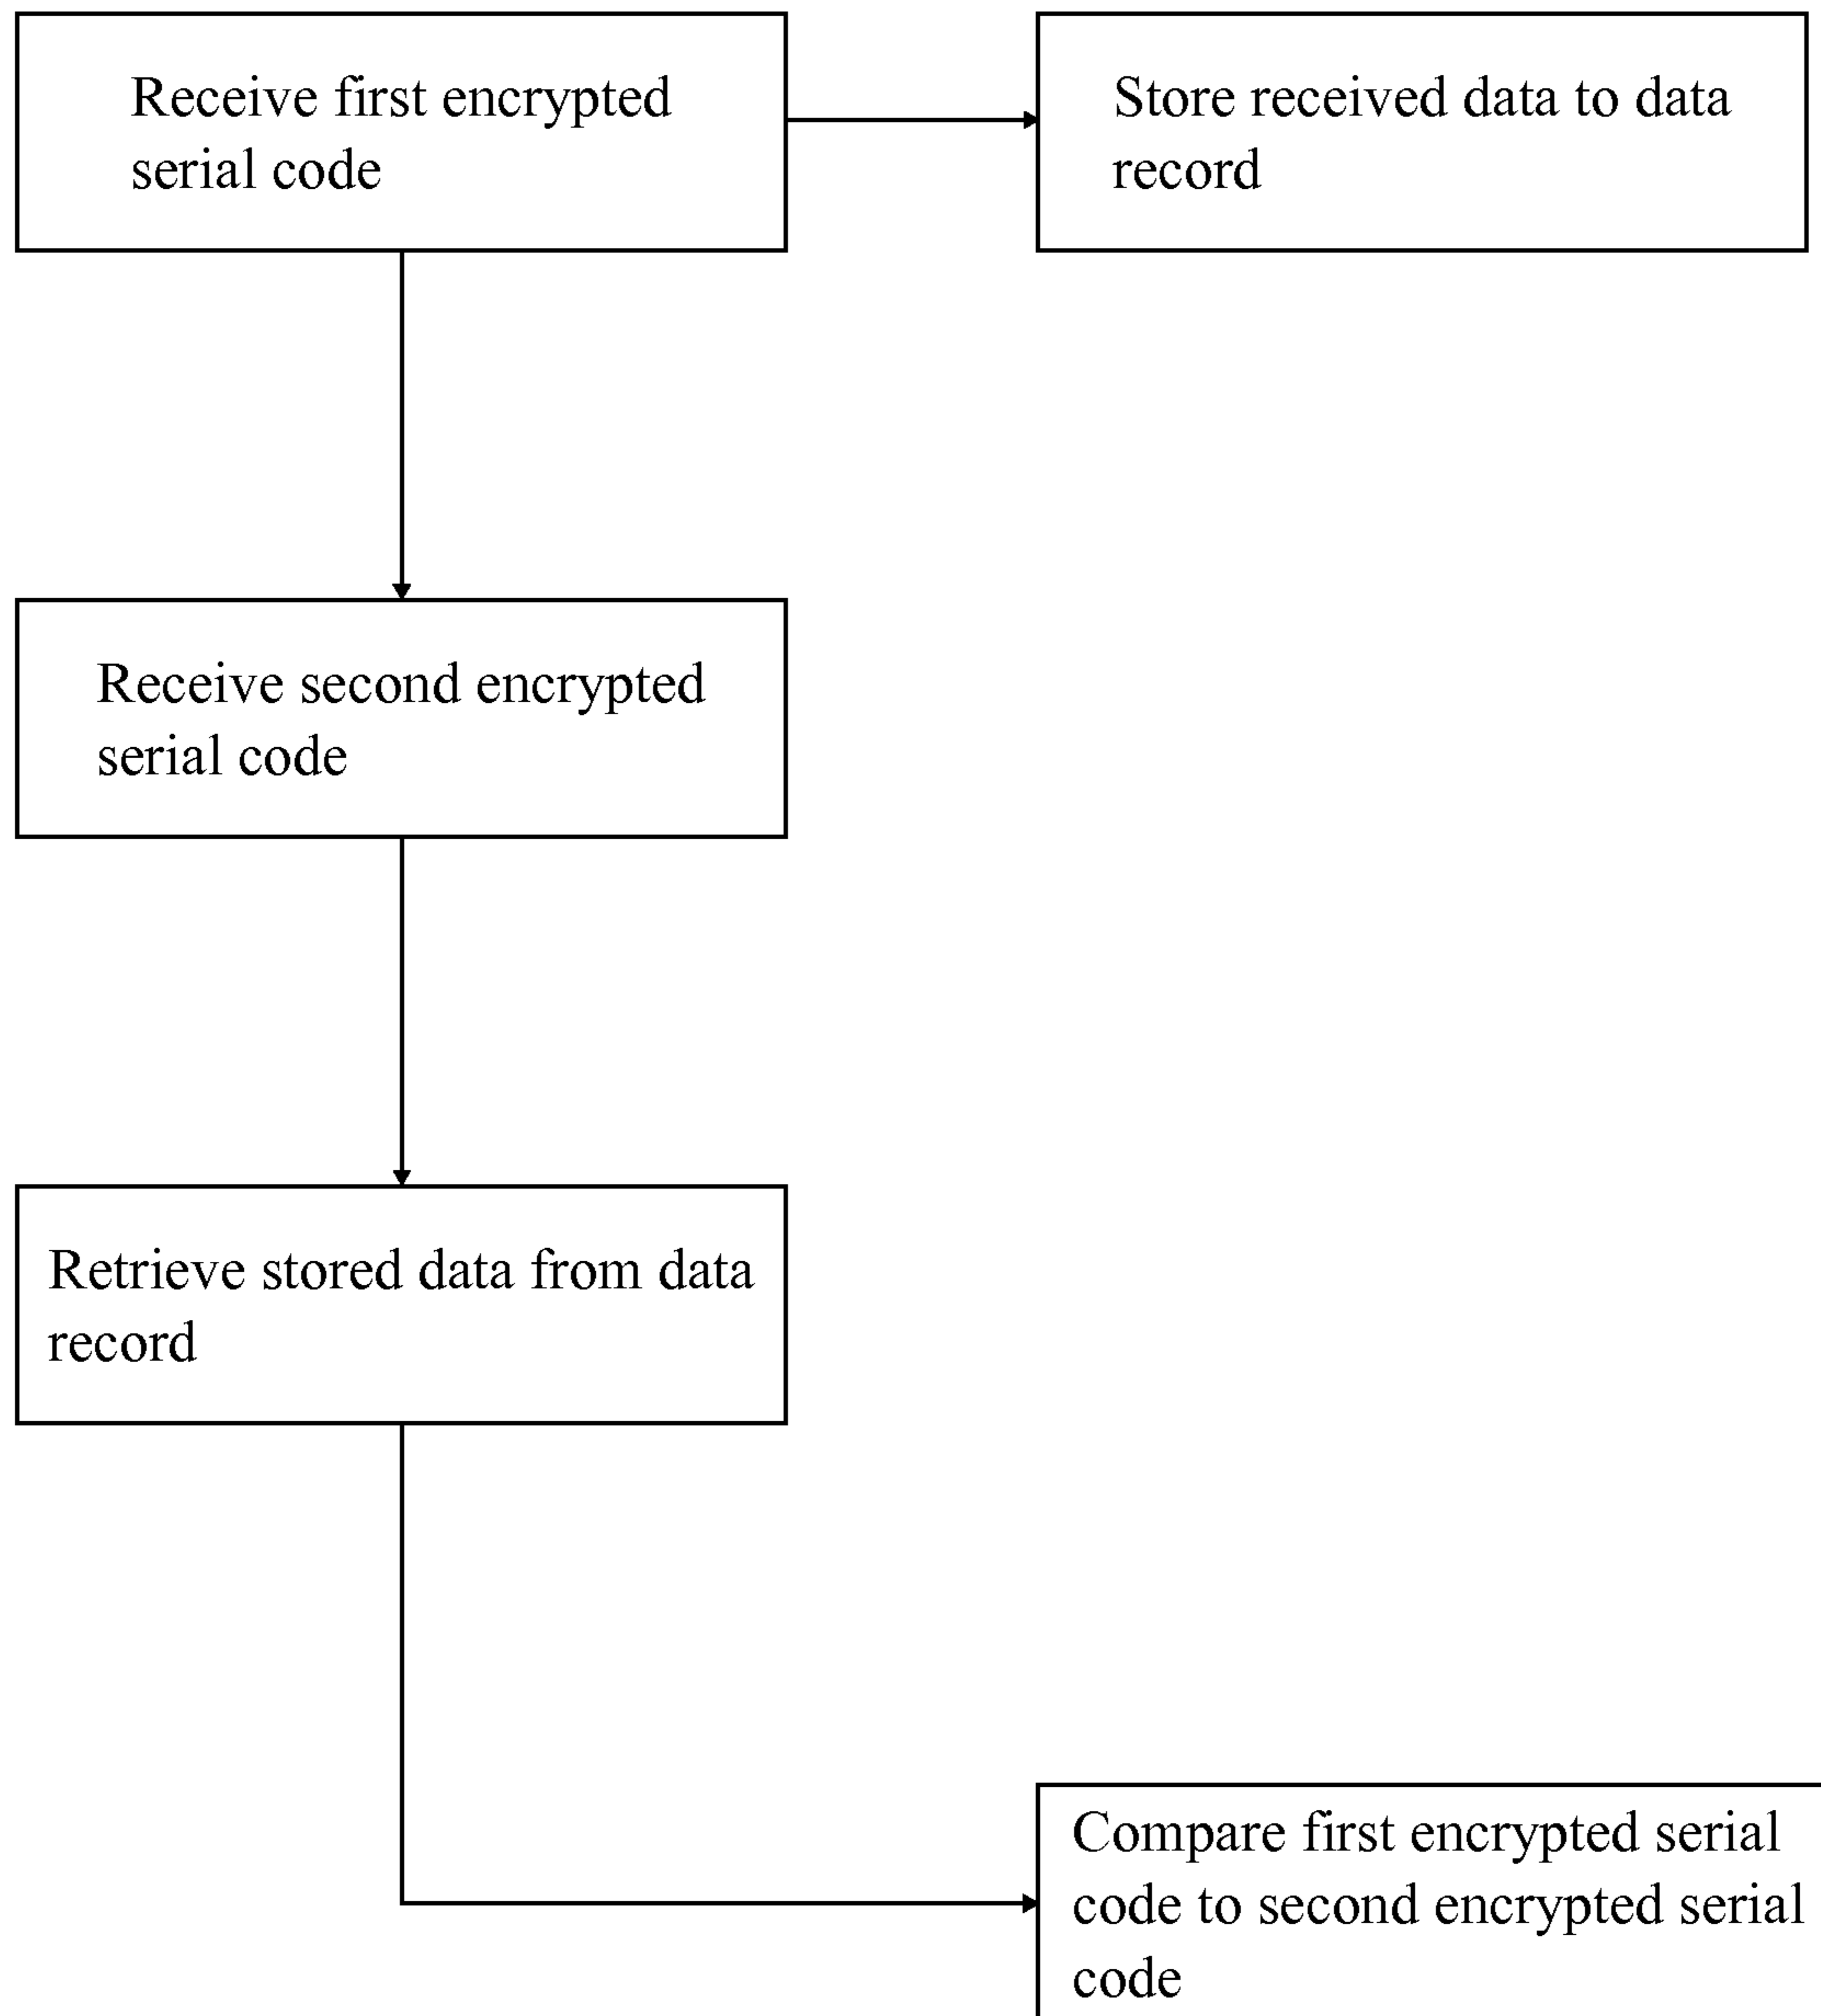 Receive first encrypted
serial code
Store received data to data
record
Receive second encrypted
serial code
Retrieve stored data from data
record
Compare first encrypted serial
code to second encrypted serial
code